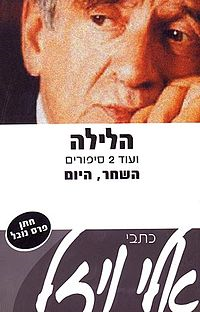 הלילה
ועוד 2 סיפורים
השחר, היום
חתן
פרס נובל
כתבי
אלי ויזל